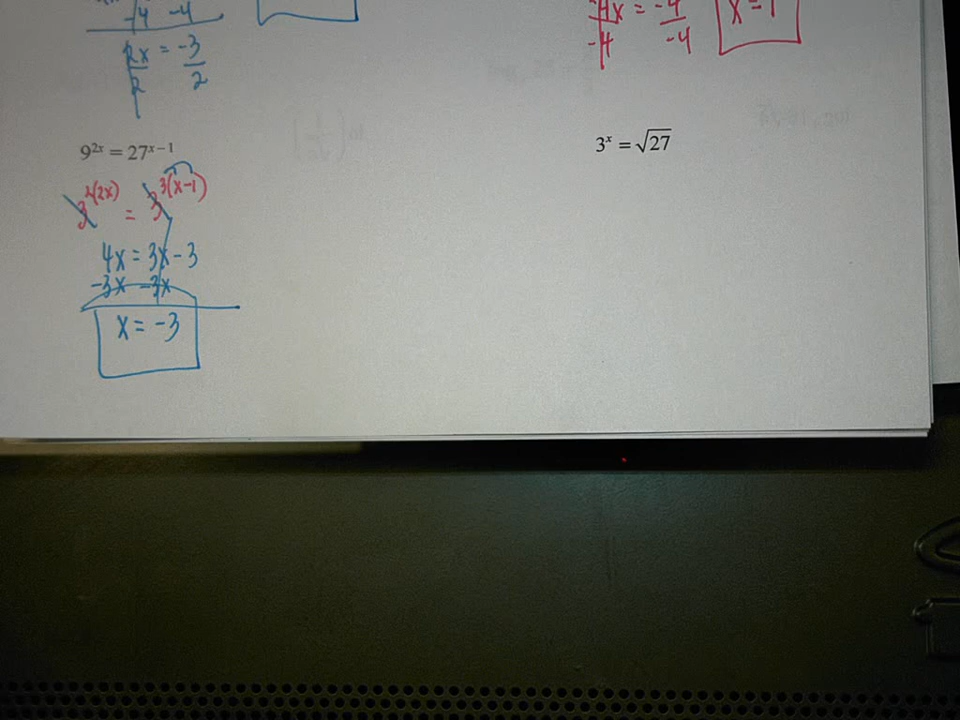 -4 -4
2x = -3
2 2
-4x = -4
-4 -4
x = 1
9^{2x} = 27^{x-1}
3^{2(2x)} = 3^{3(x-1)}
4x = 3x - 3
-3x -3x
x = -3
3^x = √27